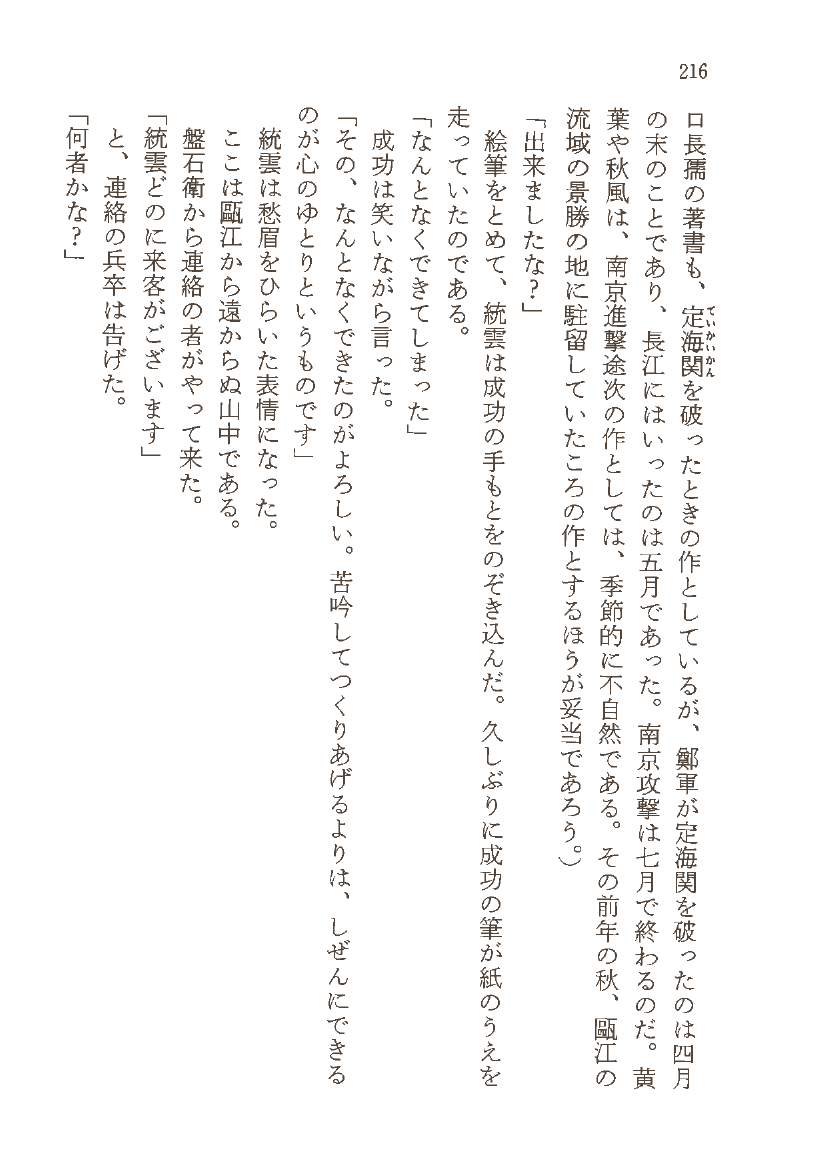 216
口長孺の著書も、定海関を破ったときの作としているが、鄭軍が定海関を破ったのは四月
ていかいかん
の末のことであり、長江にはいったのは五月であった。南京攻撃は七月で終わるのだ。黄
葉や秋風は、南京進撃途次の作としては、季節的に不自然である。その前年の秋、甌江の
流域の景勝の地に駐留していたころの作とするほうが妥当であろう。）
「出来ましたな？」
絵筆をとめて、統雲は成功の手もとをのぞき込んだ。久しぶりに成功の筆が紙のうえを
走っていたのである。
「なんとなくできてしまった」
成功は笑いながら言った。
「その、なんとなくできたのがよろしい。苦吟してつくりあげるよりは、しぜんにできる
のが心のゆとりというものです」
統雲は愁眉をひらいた表情になった。
ここは甌江から遠からぬ山中である。
盤石衛から連絡の者がやって来た。
「統雲どのに来客がございます」
と、連絡の兵卒は告げた。
「何者かな？」